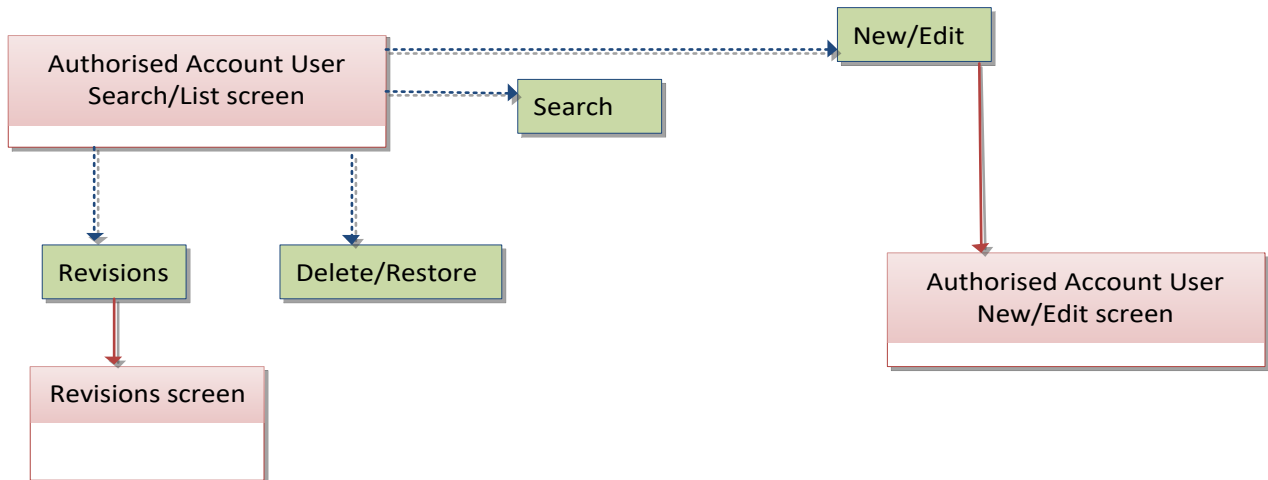 New/Edit
Authorised Account User
Search/List screen
Search
Revisions
Delete/Restore
Authorised Account User
New/Edit screen
Revisions screen